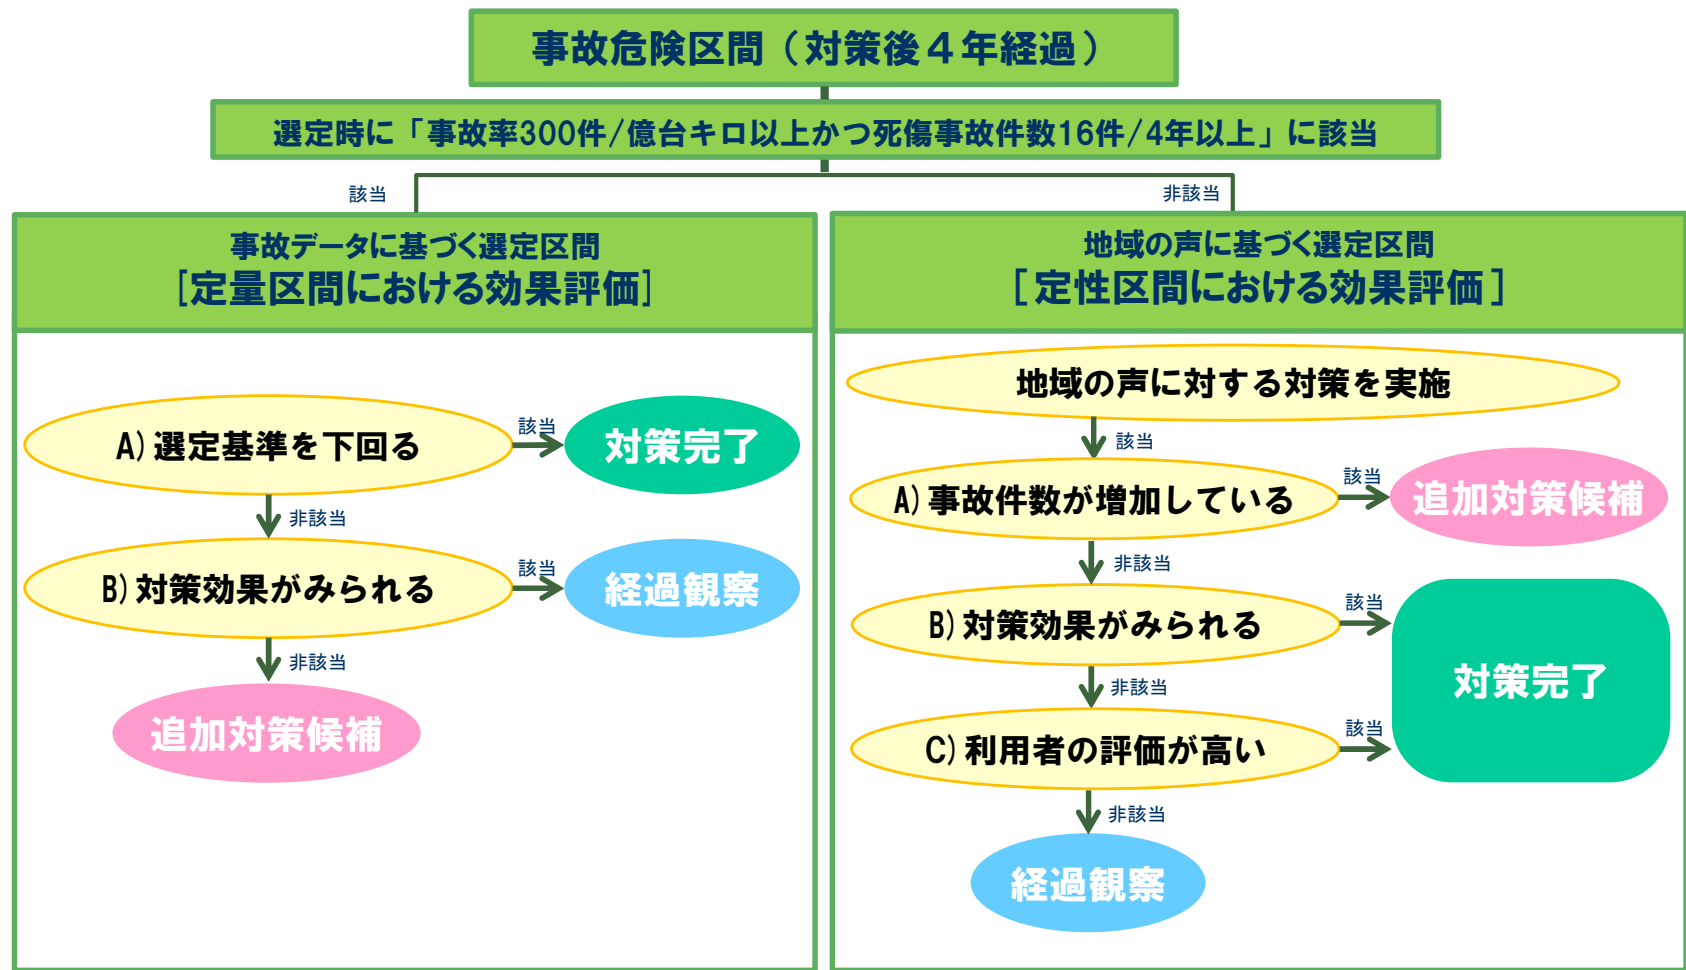 事故危険区間（対策後４年経過）
選定時に「事故率300件/億台キロ以上かつ死傷事故件数16件/4年以上」に該当
該当
非該当
事故データに基づく選定区間
[定量区間における効果評価]
A)選定基準を下回る
該当
対策完了
非該当
B)対策効果がみられる
該当
経過観察
非該当
追加対策候補
地域の声に基づく選定区間
[定性区間における効果評価]
地域の声に対する対策を実施
該当
A)事故件数が増加している
該当
追加対策候補
非該当
B)対策効果がみられる
該当
対策完了
非該当
C)利用者の評価が高い
該当
非該当
経過観察